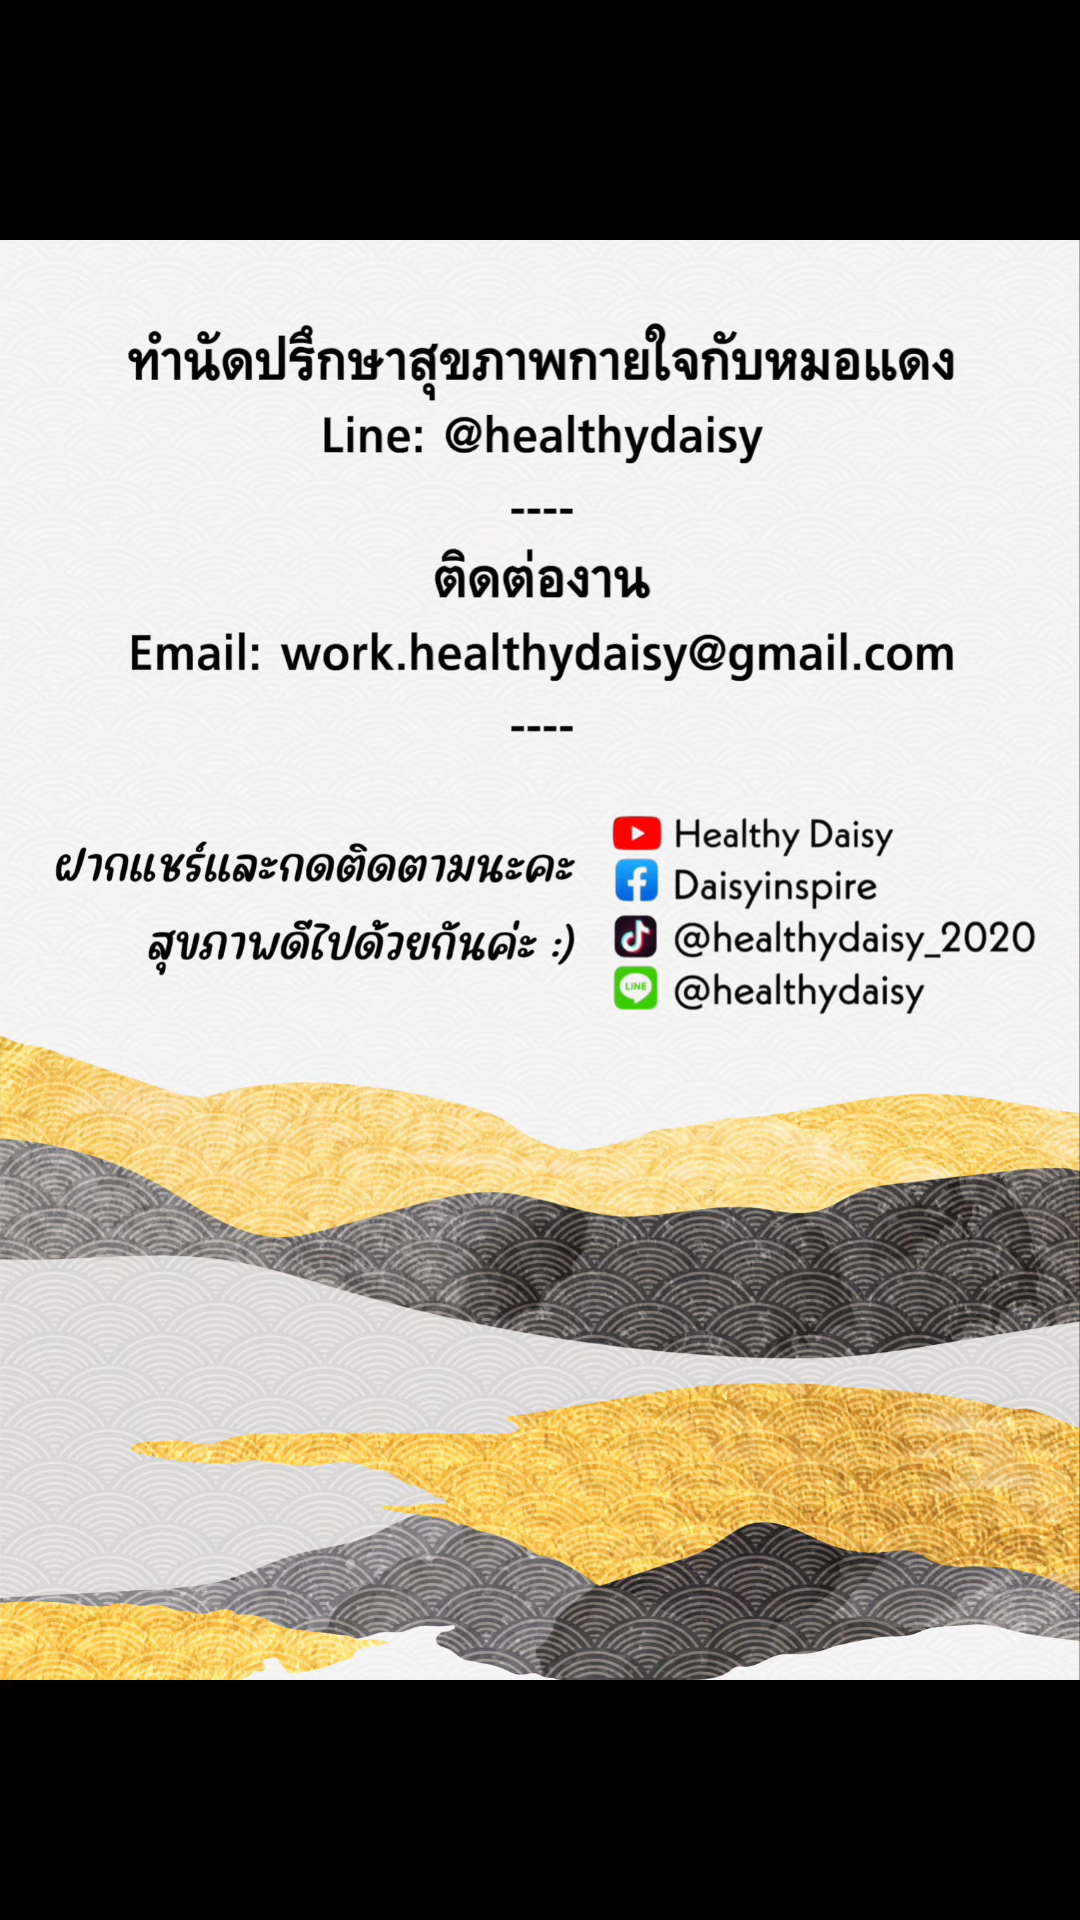 ทำนัดปรึกษาสุขภาพกายใจกับหมอแดง
Line: @healthydaisy
----
ติดต่องาน
Email: work.healthydaisy@gmail.com
----
ฝากแชร์และกดติดตามนะคะ
สุขภาพดีไปด้วยกันค่ะ :)
Healthy Daisy
Daisyinspire
@healthydaisy_2020
LINE @healthydaisy